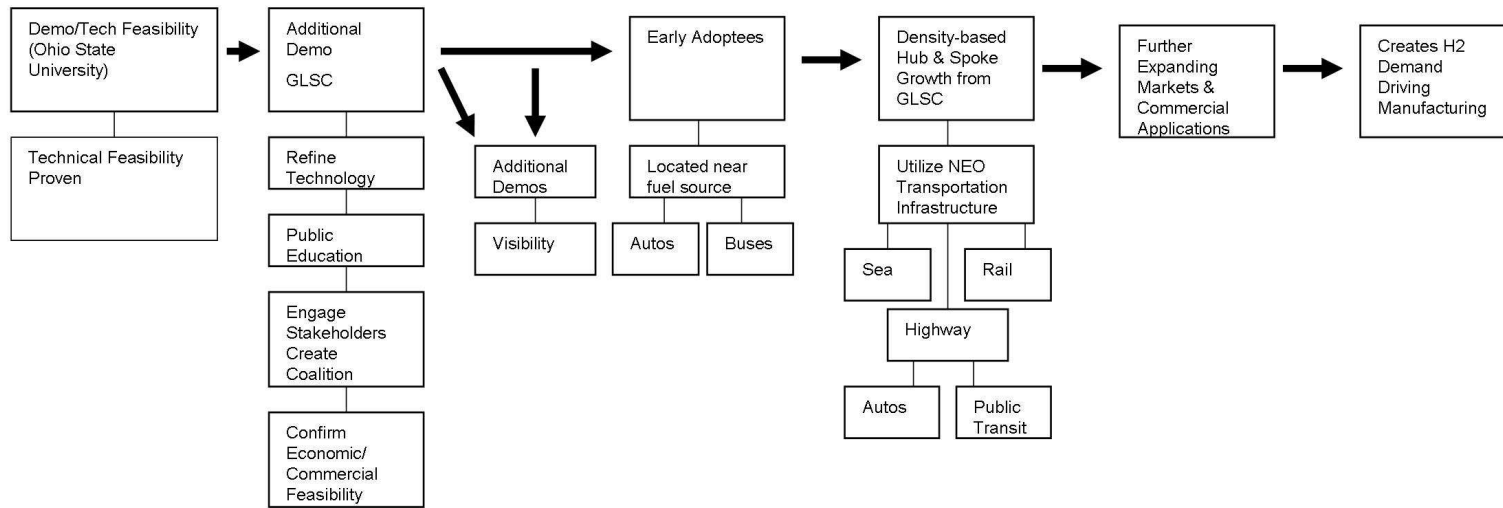 Demo/Tech Feasibility
(Ohio State
University)
Technical Feasibility
Proven
Additional
Demo
GLSC
Refine
Technology
Public
Education
Engage
Stakeholders
Create
Coalition
Confirm
Economic/
Commercial
Feasibility
Additional
Demos
Visibility
Early Adoptees
Located near
fuel source
Autos
Buses
Density-based
Hub & Spoke
Growth from
GLSC
Utilize NEO
Transportation
Infrastructure
Sea
Rail
Highway
Autos
Public
Transit
Further
Expanding
Markets &
Commercial
Applications
Creates H2
Demand
Driving
Manufacturing